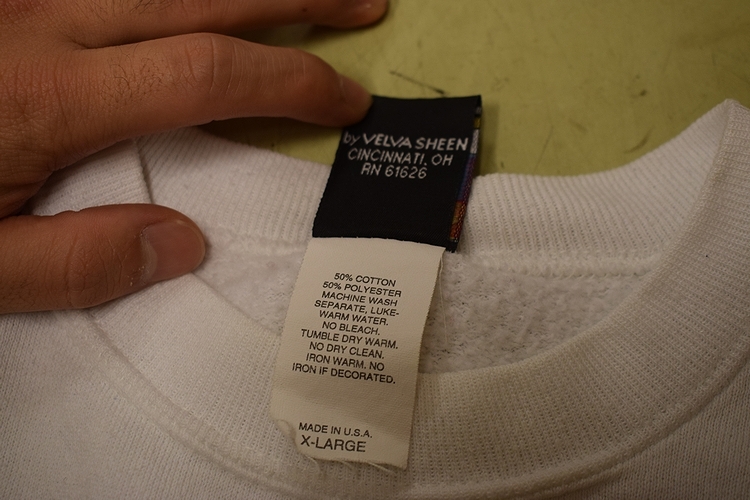 by VELVA SHEEN
CINCINNATI, OH
RN 61626
50% COTTON
50% POLYESTER
MACHINE WASH
SEPARATE, LUKE-
WARM WATER.
NO BLEACH.
TUMBLE DRY WARM.
NO DRY CLEAN.
IRON WARM. NO
IRON IF DECORATED.
MADE IN U.S.A.
X-LARGE